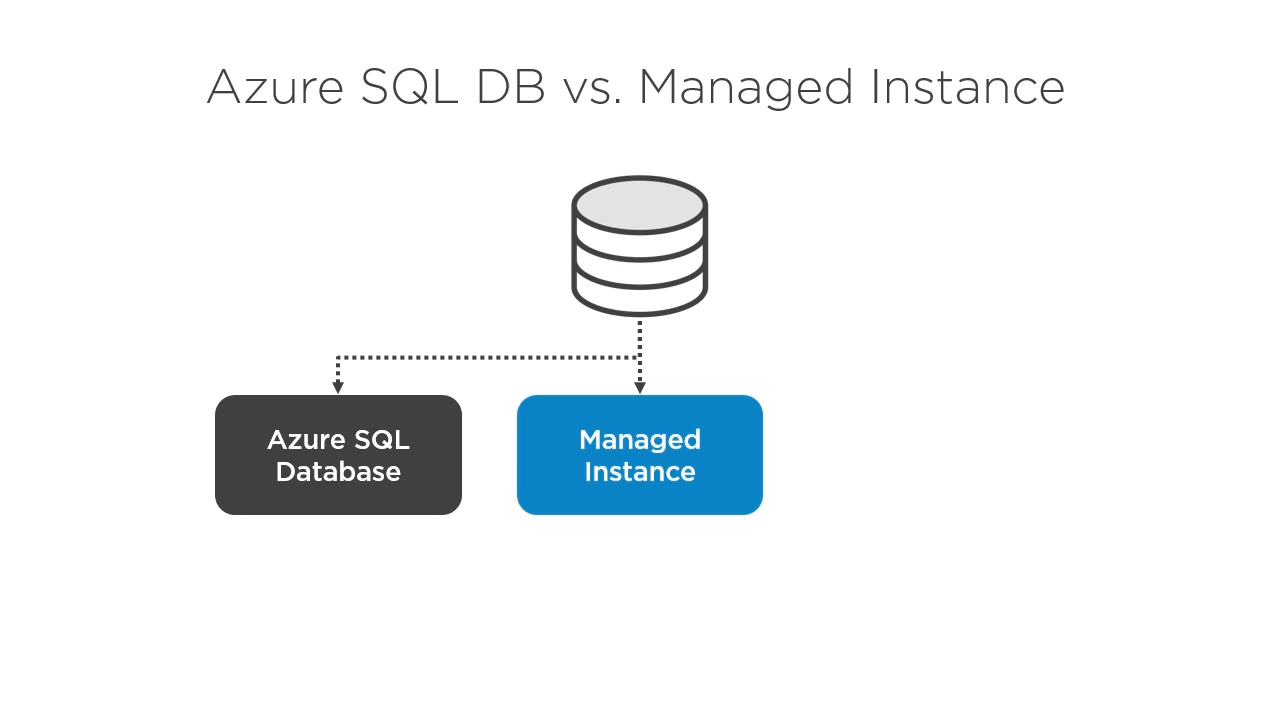 Azure SQL DB vs. Managed Instance
Azure SQL
Database
Managed
Instance